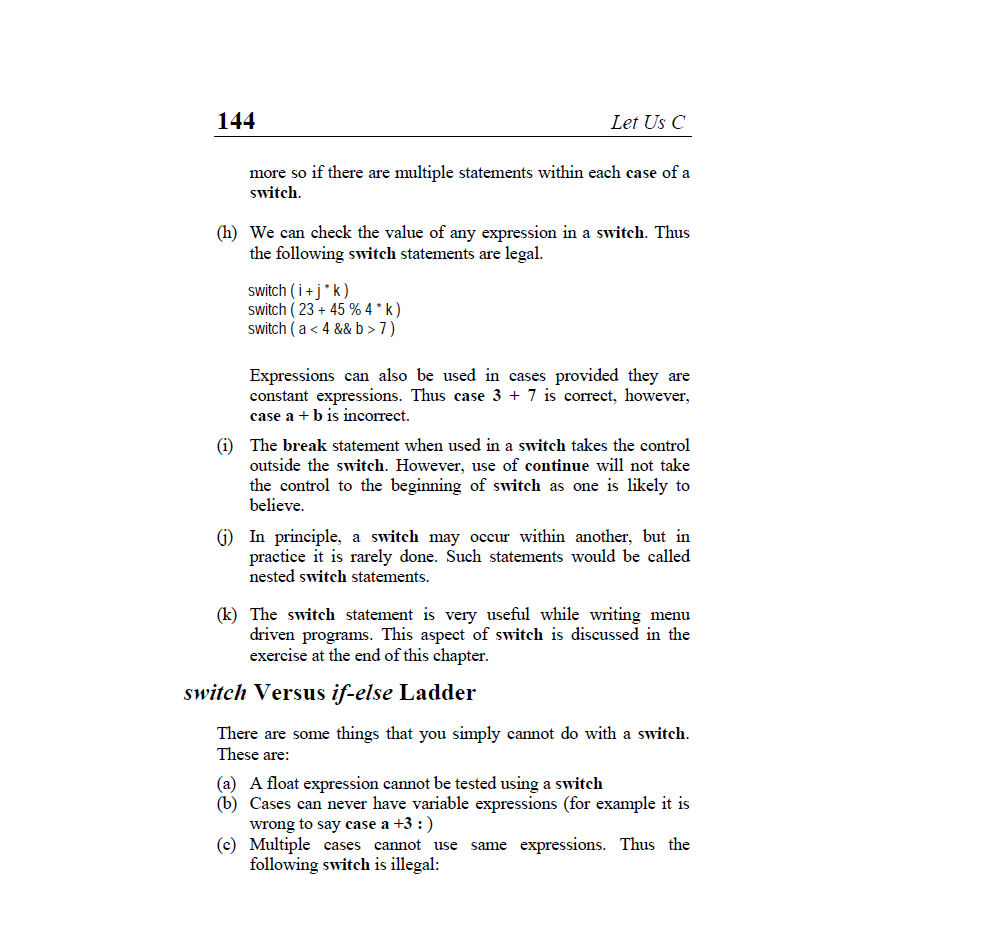 144 Let Us C
more so if there are multiple statements within each case of a
switch.
(h) We can check the value of any expression in a switch. Thus
the following switch statements are legal.
switch ( i + j * k )
switch ( 23 + 45 % 4 * k )
switch ( a < 4 && b > 7 )
Expressions can also be used in cases provided they are
constant expressions. Thus case 3 + 7 is correct, however,
case a + b is incorrect.
(i) The break statement when used in a switch takes the control
outside the switch. However, use of continue will not take
the control to the beginning of switch as one is likely to
believe.
(j) In principle, a switch may occur within another, but in
practice it is rarely done. Such statements would be called
nested switch statements.
(k) The switch statement is very useful while writing menu
driven programs. This aspect of switch is discussed in the
exercise at the end of this chapter.
switch Versus if-else Ladder
There are some things that you simply cannot do with a switch.
These are:
(a) A float expression cannot be tested using a switch
(b) Cases can never have variable expressions (for example it is
wrong to say case a +3 : )
(c) Multiple cases cannot use same expressions. Thus the
following switch is illegal: